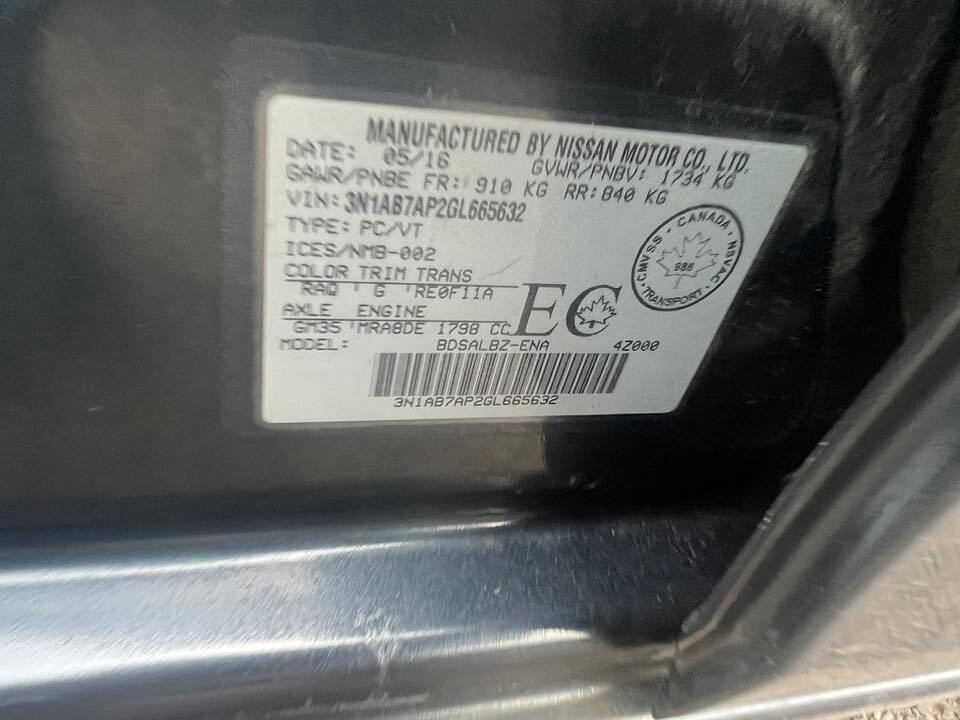 MANUFACTURED BY NISSAN MOTOR CO., LTD.
DATE: 05/16 GVWR/PNBV: 1734 KG
GAWR/PNBE FR: 910 KG RR: 840 KG
VIN: 3N1AB7AP2GL665632
TYPE: PC/VT
ICES/NMB-002
COLOR TRIM TRANS
RAQ G RE0F11A
AXLE ENGINE
GM35 MRA8DE 1798 CC
EC
CANADA
CMVSS NSVAC
906
TRANSPORT
MODEL: BDSALBZ-ENA 4Z000
3N1AB7AP2GL665632